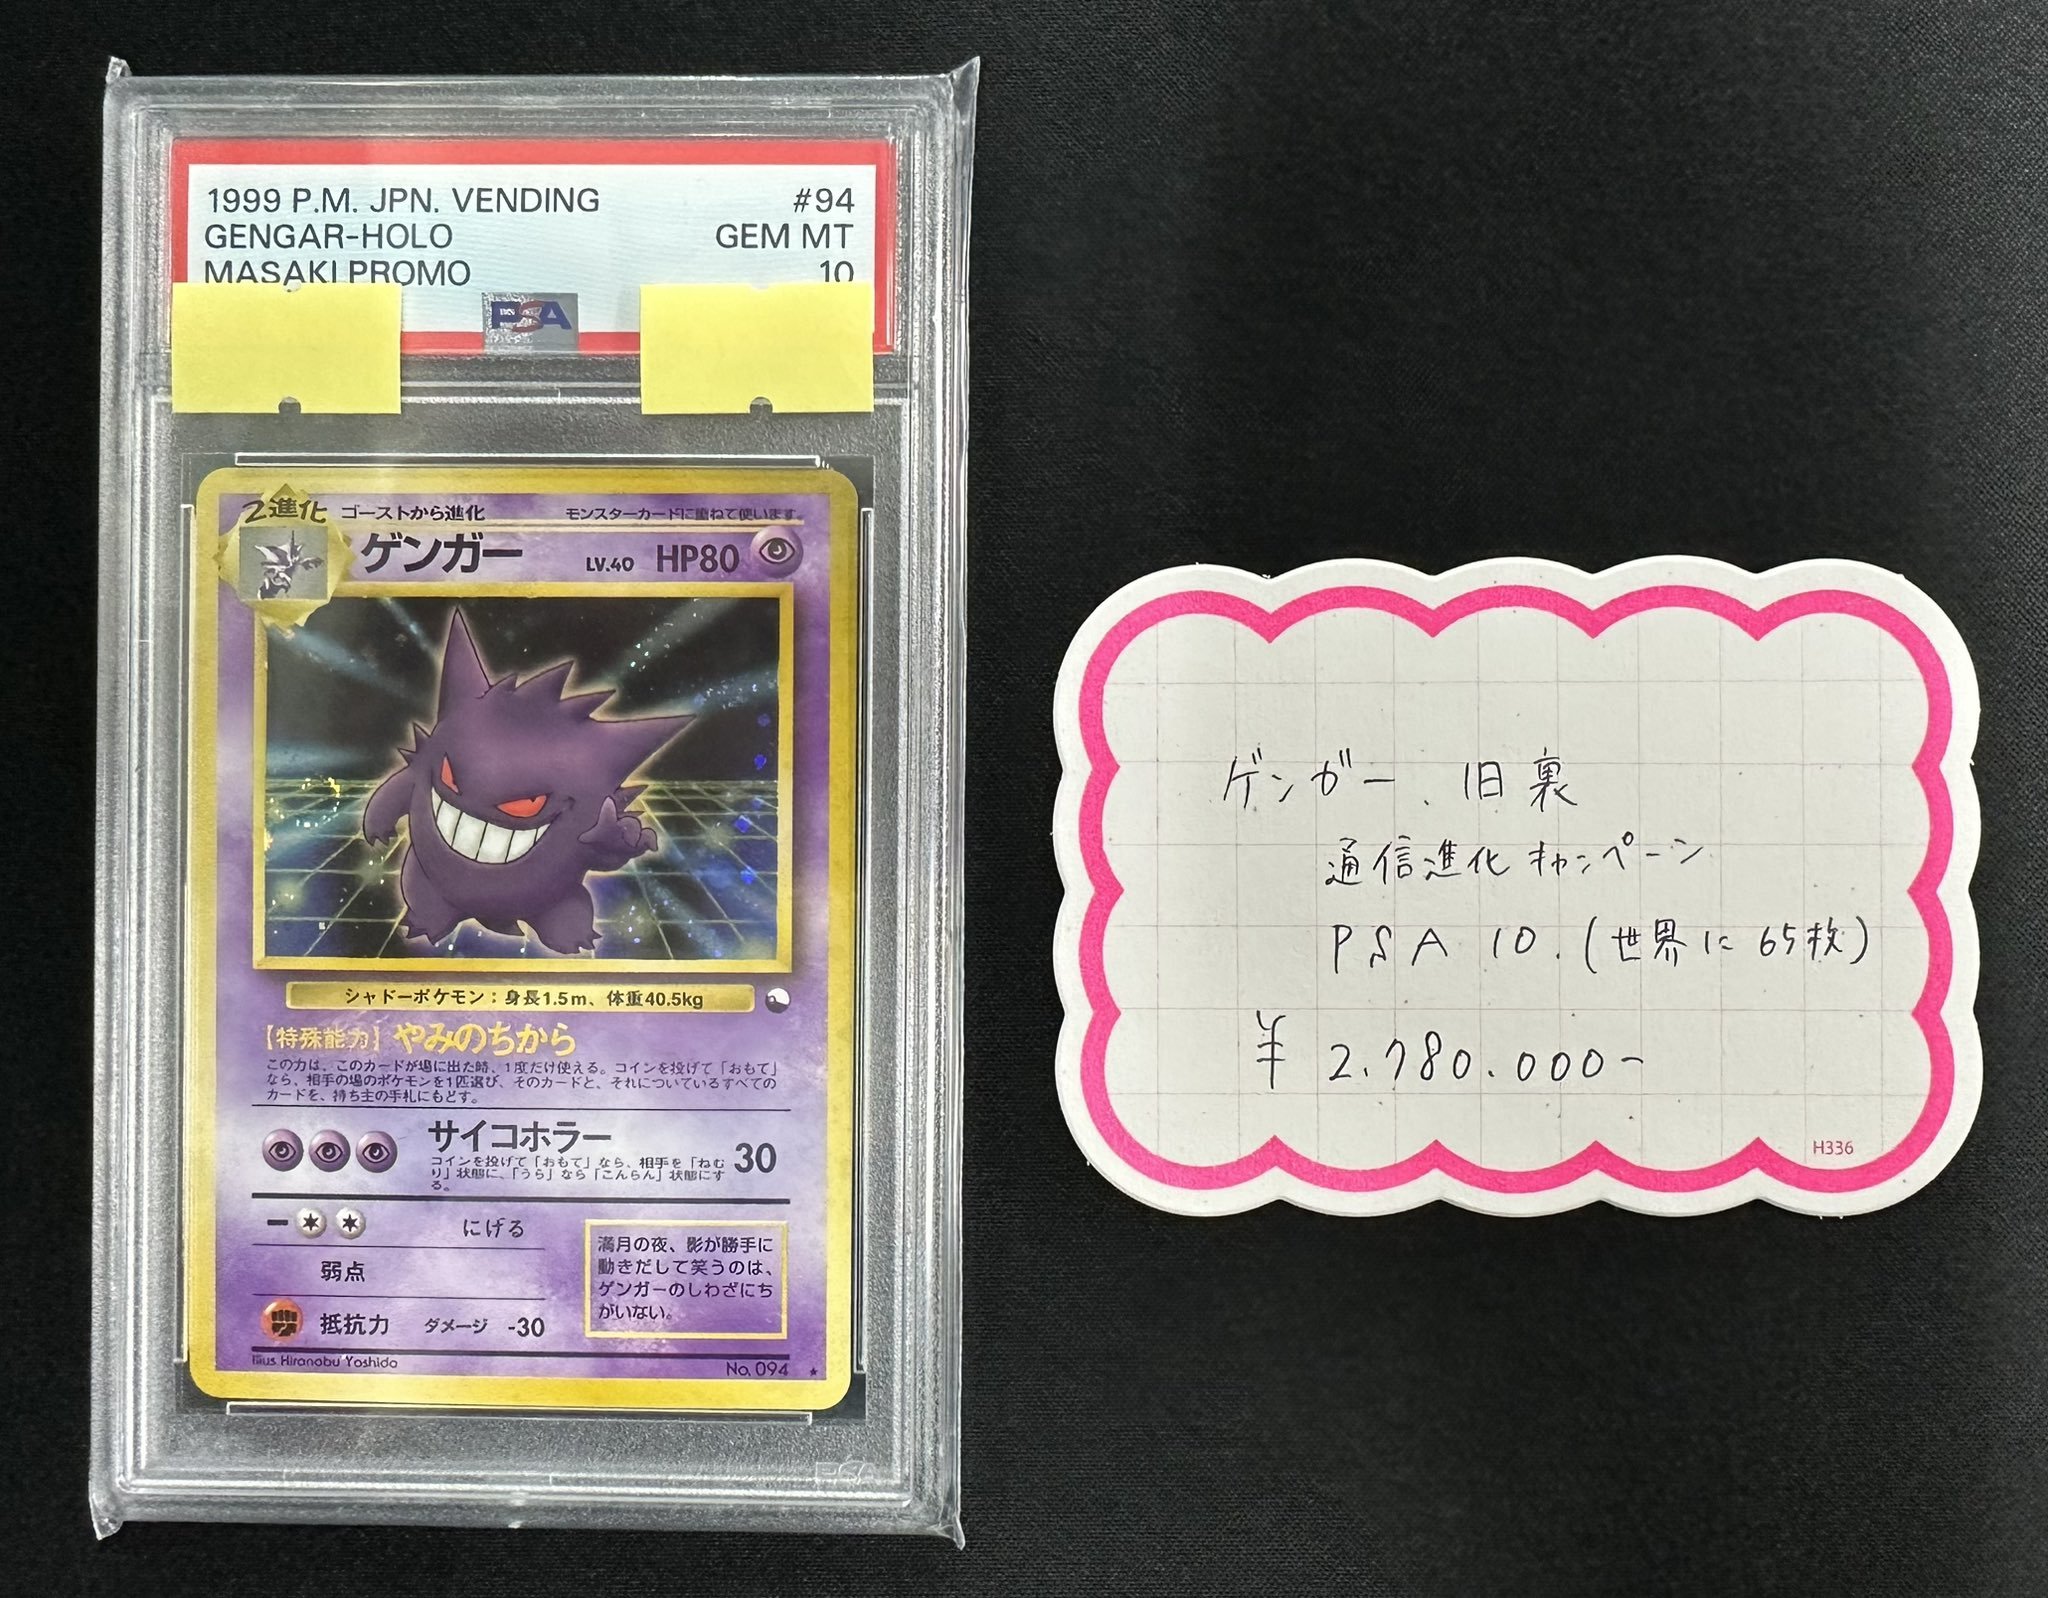 1999 P.M. JPN. VENDING #94
GENGAR-HOLO GEM MT
MASAKI PROMO 10
PSA
2進化 ゴーストから進化 モンスターカードに重ねて使います。
ゲンガー LV.40 HP80
シャドーポケモン：身長1.5m、体重40.5kg
【特殊能力】やみのちから
この力は、このカードが場に出た時、1度だけ使える。コインを投げて「おもて」
なら、相手の場のポケモンを1匹選び、そのカードと、それについているすべての
カードを、持ち主の手札にもどす。
サイコホラー 30
コインを投げて「おもて」なら、相手を「ねむ
り」状態に、「うら」なら「こんらん」状態にす
る。
にげる
弱点
抵抗力 ダメージ -30
満月の夜、影が勝手に
動きだして笑うのは、
ゲンガーのしわざにち
がいない。
Illus Hiranobu Yoshida
No.094 ★
PSA
ゲンガー 旧裏
通信進化キャンペーン
PSA 10.(世界に65枚)
¥2.780.000-
H336